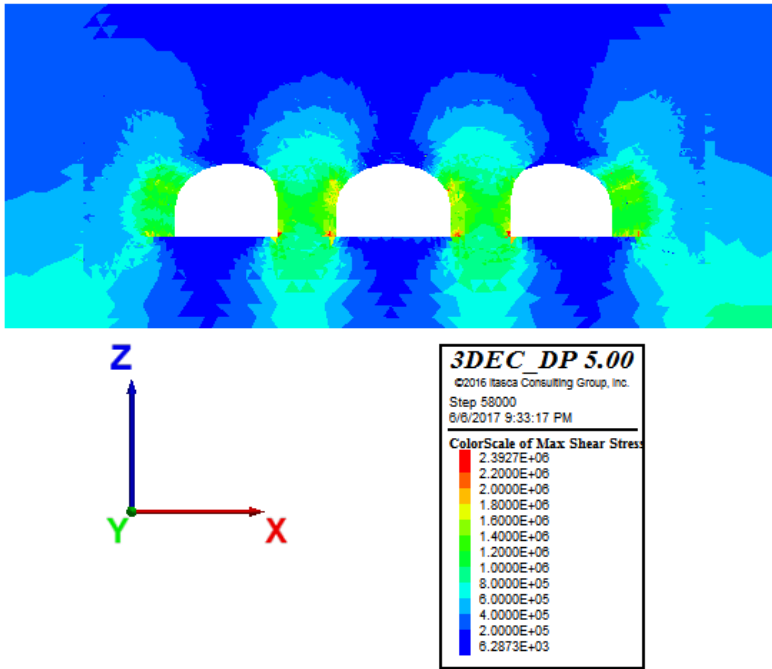 Z
Y
X
3DEC_DP 5.00
©2016 Itasca Consulting Group, Inc.
Step 58000
6/6/2017 9:33:17 PM
ColorScale of Max Shear Stress
2.3927E+06
2.2000E+06
2.0000E+06
1.8000E+06
1.6000E+06
1.4000E+06
1.2000E+06
1.0000E+06
8.0000E+05
6.0000E+05
4.0000E+05
2.0000E+05
6.2873E+03